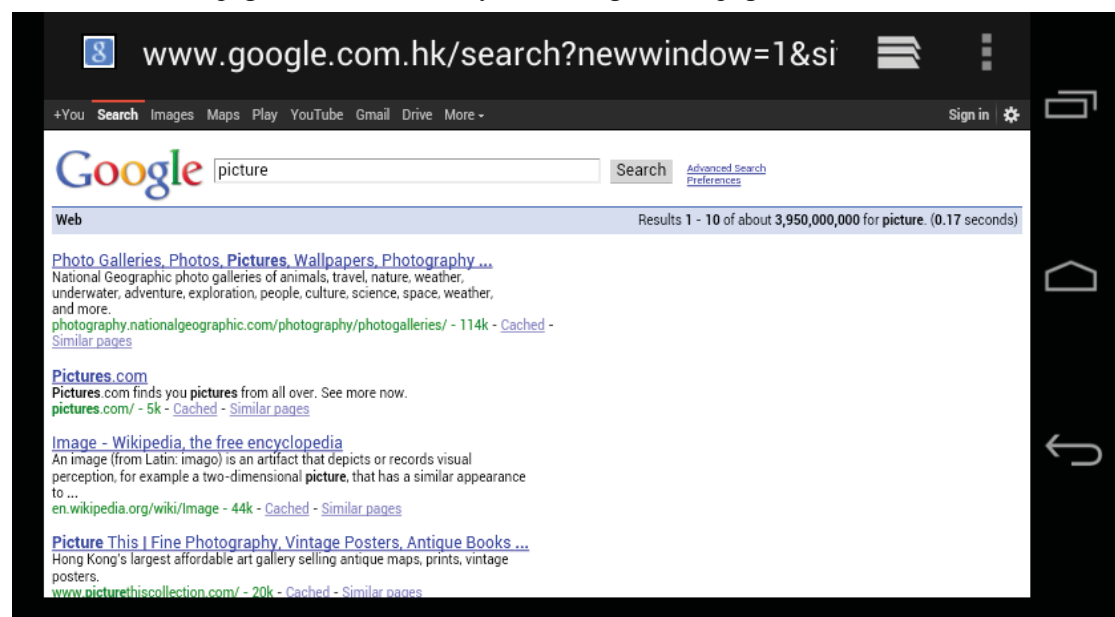 www.google.com.hk/search?newwindow=1&si
+You Search Images Maps Play YouTube Gmail Drive More Sign in
Google picture Search Advanced Search
Preferences
Web Results 1 - 10 of about 3,950,000,000 for picture. (0.17 seconds)
Photo Galleries, Photos, Pictures, Wallpapers, Photography ...
National Geographic photo galleries of animals, travel, nature, weather,
underwater, adventure, exploration, people, culture, science, space, weather,
and more.
photography.nationalgeographic.com/photography/photogalleries/ - 114k - Cached -
Similar pages
Pictures.com
Pictures.com finds you pictures from all over. See more now.
pictures.com/ - 5k - Cached - Similar pages
Image - Wikipedia, the free encyclopedia
An image (from Latin: imago) is an artifact that depicts or records visual
perception, for example a two-dimensional picture, that has a similar appearance
to ...
en.wikipedia.org/wiki/Image - 44k - Cached - Similar pages
Picture This | Fine Photography, Vintage Posters, Antique Books ...
Hong Kong's largest affordable art gallery selling antique maps, prints, vintage
posters.
www.picturethiscollection.com/ - 20k - Cached - Similar pages